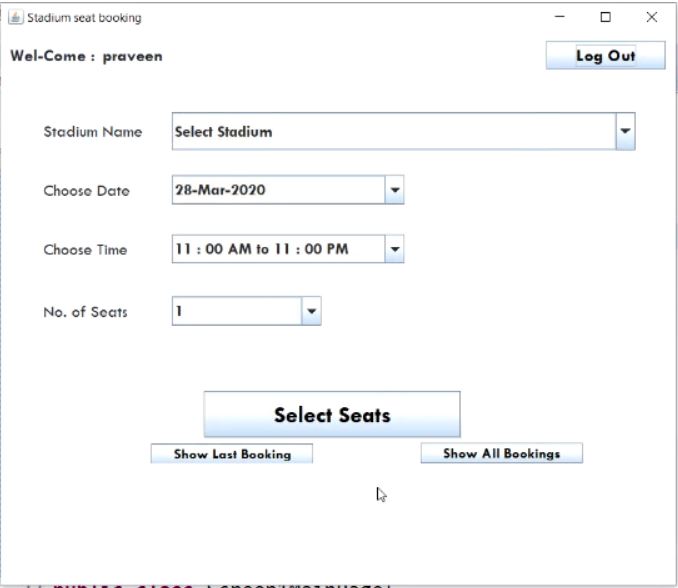 Stadium seat booking
Wel-Come : praveen
Log Out
Stadium Name
Select Stadium
Choose Date
28-Mar-2020
Choose Time
11 : 00 AM to 11 : 00 PM
No. of Seats
1
Select Seats
Show Last Booking
Show All Bookings